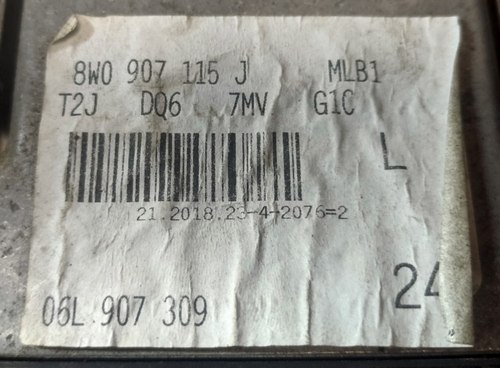 8W0 907 115 J MLB1
T2J DQ6 7MV G1C
L
21.2018.23-4-2076=2
24
06L 907 309